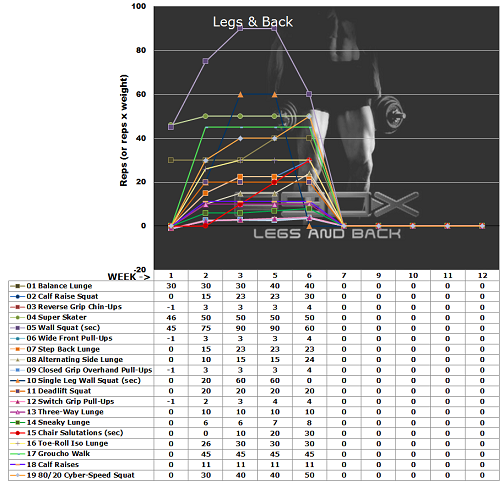 Legs & Back
100
80
60
40
20
0
-20
Reps (or reps x weight)
LEGS AND BACK
WEEK -> 1 2 3 5 6 7 9 10 11 12
01 Balance Lunge 30 30 30 40 40 0 0 0 0 0
02 Calf Raise Squat 0 15 23 23 30 0 0 0 0 0
03 Reverse Grip Chin-Ups -1 3 3 3 4 0 0 0 0 0
04 Super Skater 46 50 50 50 50 0 0 0 0 0
05 Wall Squat (sec) 45 75 90 90 60 0 0 0 0 0
06 Wide Front Pull-Ups -1 3 3 3 4 0 0 0 0 0
07 Step Back Lunge 0 15 23 23 23 0 0 0 0 0
08 Alternating Side Lunge 0 10 15 15 24 0 0 0 0 0
09 Closed Grip Overhand Pull-Ups -1 3 3 3 4 0 0 0 0 0
10 Single Leg Wall Squat (sec) 0 20 60 60 0 0 0 0 0 0
11 Deadlift Squat 0 20 20 20 20 0 0 0 0 0
12 Switch Grip Pull-Ups -1 2 3 4 4 0 0 0 0 0
13 Three-Way Lunge 0 10 10 10 10 0 0 0 0 0
14 Sneaky Lunge 0 6 6 7 8 0 0 0 0 0
15 Chair Salutations (sec) 0 0 10 20 30 0 0 0 0 0
16 Toe-Roll Iso Lunge 0 26 30 30 30 0 0 0 0 0
17 Groucho Walk 0 45 45 45 45 0 0 0 0 0
18 Calf Raises 0 11 11 11 11 0 0 0 0 0
19 80/20 Cyber-Speed Squat 0 30 40 40 50 0 0 0 0 0